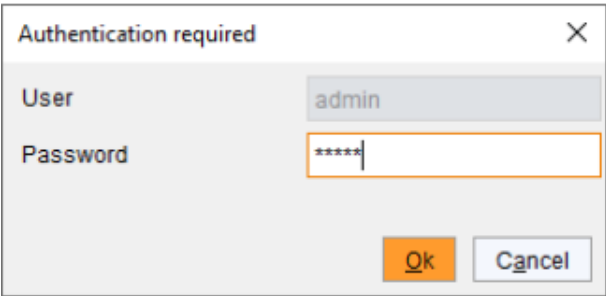 Authentication required
User admin
Password *****
Ok Cancel